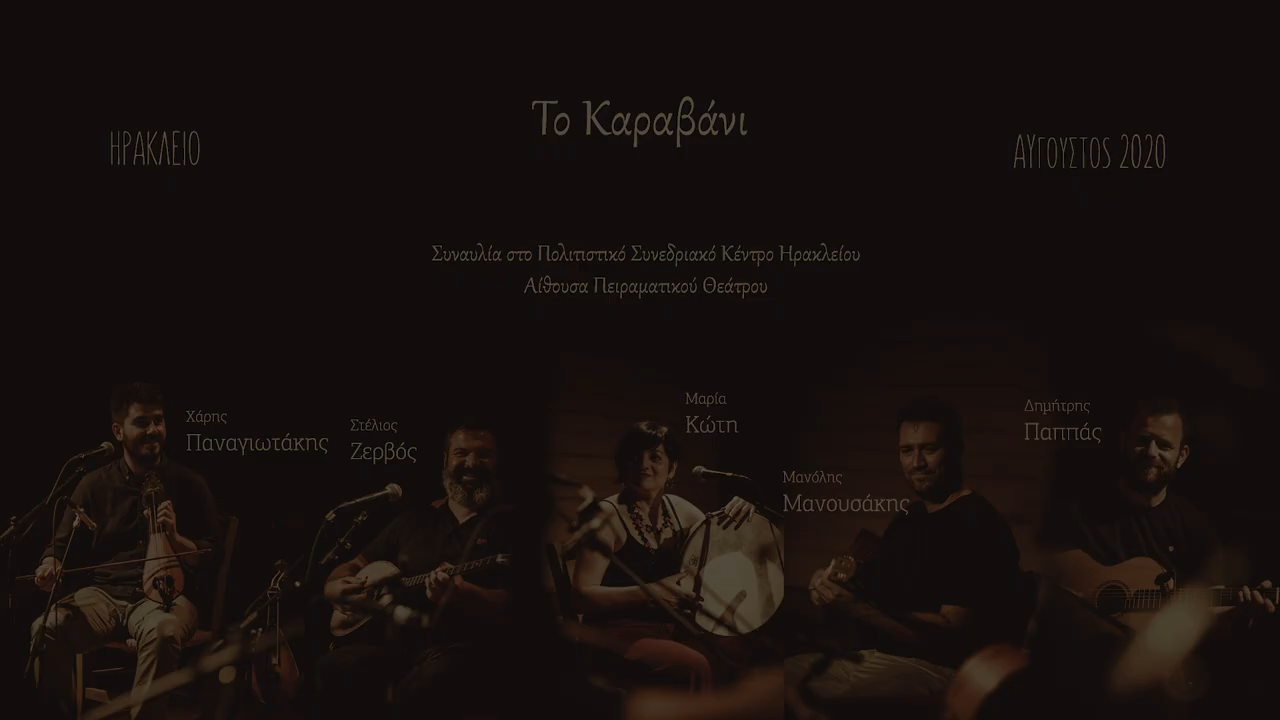 Το Καραβάνι
ΗΡΑΚΛΕΙΟ
ΑΥΓΟΥΣΤΟΣ 2020
Συναυλία στο Πολιτιστικό Συνεδριακό Κέντρο Ηρακλείου
Αίθουσα Πειραματικού Θεάτρου
Χάρης
Παναγιωτάκης
Στέλιος
Ζερβός
Μαρία
Κώτη
Μανόλης
Μανουσάκης
Δημήτρης
Παππάς